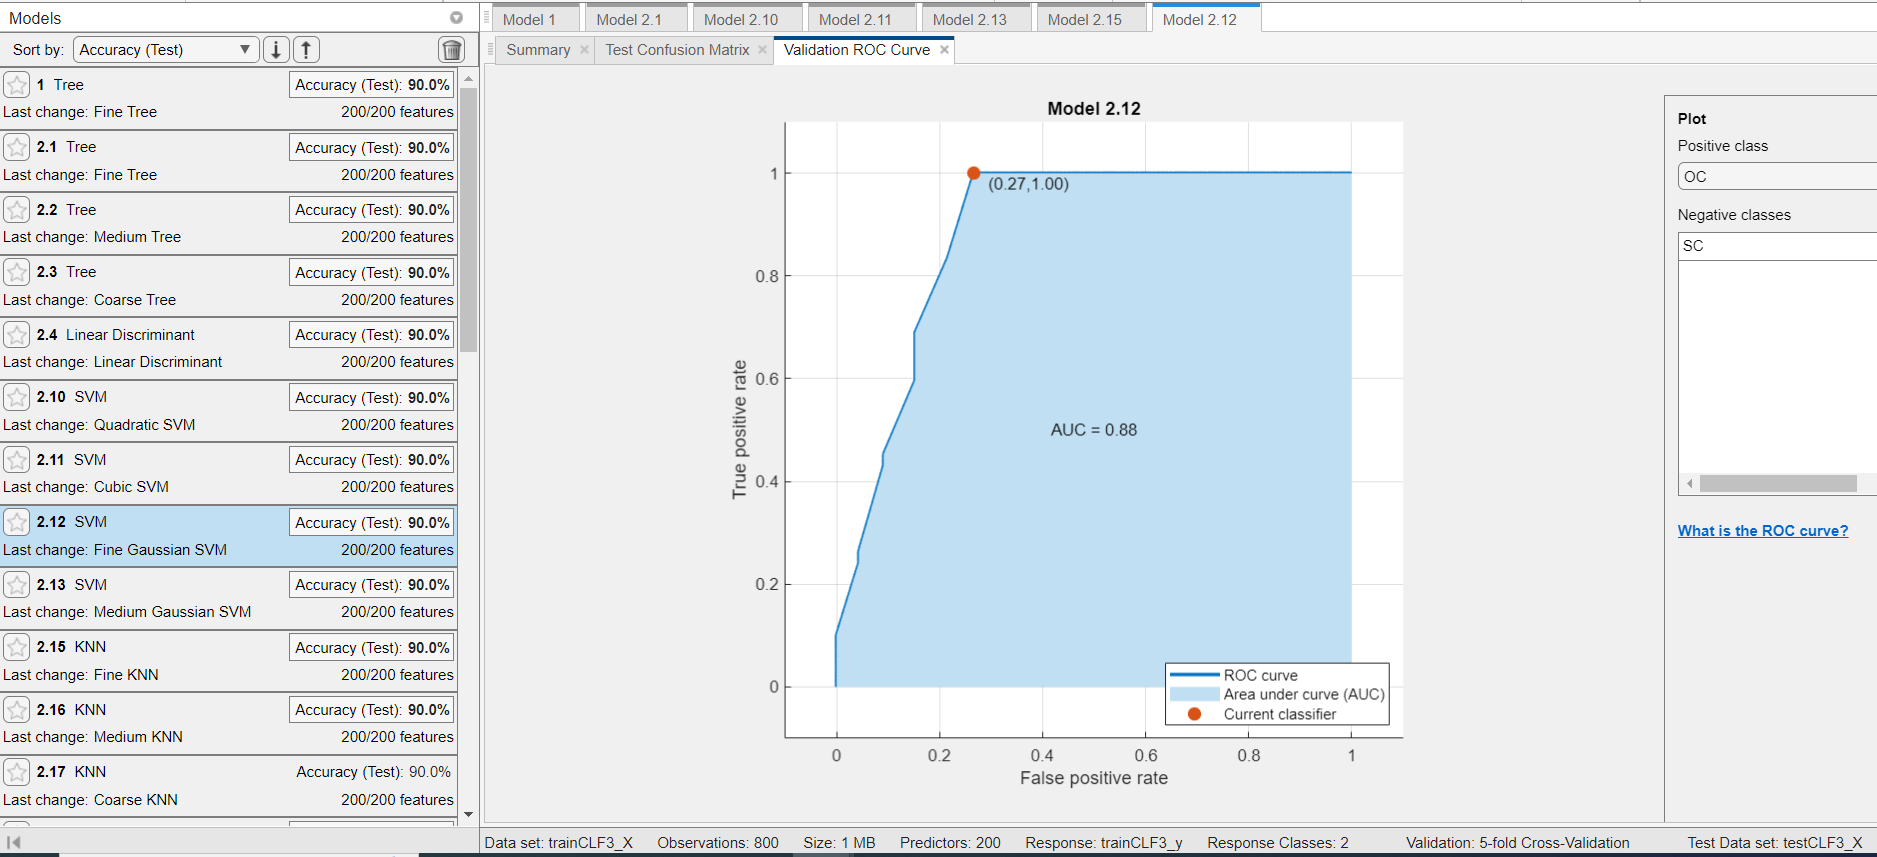 Models
Sort by: Accuracy (Test)
1 Tree Accuracy (Test): 90.0%
Last change: Fine Tree 200/200 features
2.1 Tree Accuracy (Test): 90.0%
Last change: Fine Tree 200/200 features
2.2 Tree Accuracy (Test): 90.0%
Last change: Medium Tree 200/200 features
2.3 Tree Accuracy (Test): 90.0%
Last change: Coarse Tree 200/200 features
2.4 Linear Discriminant Accuracy (Test): 90.0%
Last change: Linear Discriminant 200/200 features
2.10 SVM Accuracy (Test): 90.0%
Last change: Quadratic SVM 200/200 features
2.11 SVM Accuracy (Test): 90.0%
Last change: Cubic SVM 200/200 features
2.12 SVM Accuracy (Test): 90.0%
Last change: Fine Gaussian SVM 200/200 features
2.13 SVM Accuracy (Test): 90.0%
Last change: Medium Gaussian SVM 200/200 features
2.15 KNN Accuracy (Test): 90.0%
Last change: Fine KNN 200/200 features
2.16 KNN Accuracy (Test): 90.0%
Last change: Medium KNN 200/200 features
2.17 KNN Accuracy (Test): 90.0%
Last change: Coarse KNN 200/200 features
Model 1 Model 2.1 Model 2.10 Model 2.11 Model 2.13 Model 2.15 Model 2.12
Summary Test Confusion Matrix Validation ROC Curve
Model 2.12
1
0.8
0.6
0.4
0.2
0
True positive rate
(0.27,1.00)
AUC = 0.88
ROC curve
Area under curve (AUC)
Current classifier
0 0.2 0.4 0.6 0.8 1
False positive rate
Plot
Positive class
OC
Negative classes
SC
What is the ROC curve?
Data set: trainCLF3_X Observations: 800 Size: 1 MB Predictors: 200 Response: trainCLF3_y Response Classes: 2 Validation: 5-fold Cross-Validation Test Data set: testCLF3_X